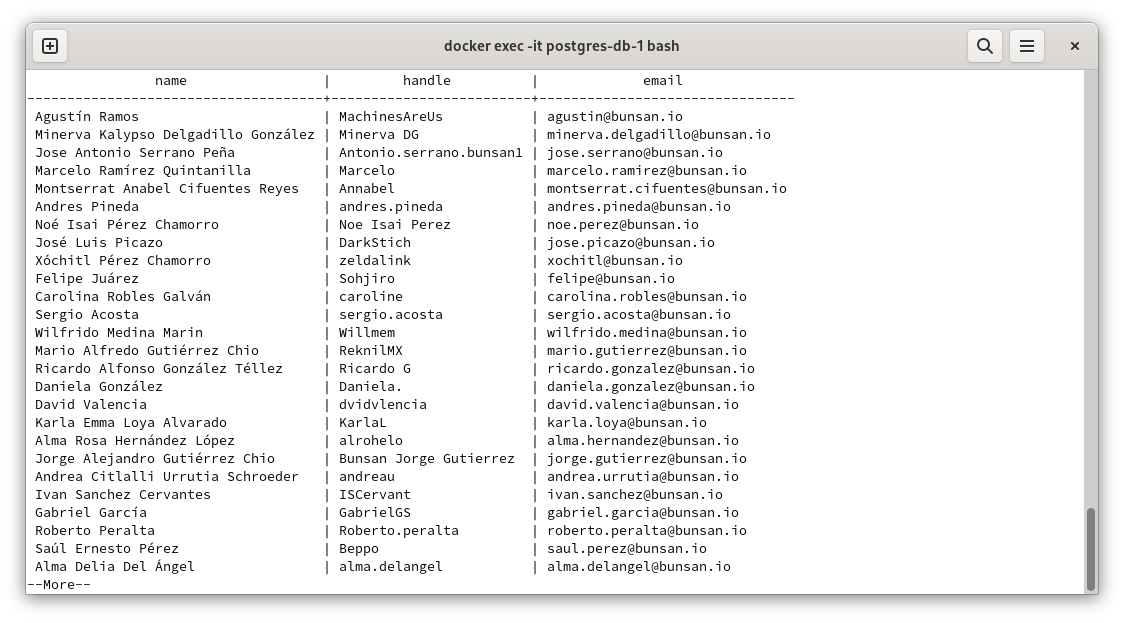 docker exec -it postgres-db-1 bash
name | handle | email
-------------------------------------+-------------------------+--------------------------------
Agustín Ramos | MachinesAreUs | agustin@bunsan.io
Minerva Kalypso Delgadillo González | Minerva DG | minerva.delgadillo@bunsan.io
Jose Antonio Serrano Peña | Antonio.serrano.bunsan1 | jose.serrano@bunsan.io
Marcelo Ramírez Quintanilla | Marcelo | marcelo.ramirez@bunsan.io
Montserrat Anabel Cifuentes Reyes | Annabel | montserrat.cifuentes@bunsan.io
Andres Pineda | andres.pineda | andres.pineda@bunsan.io
Noé Isai Pérez Chamorro | Noe Isai Perez | noe.perez@bunsan.io
José Luis Picazo | DarkStich | jose.picazo@bunsan.io
Xóchitl Pérez Chamorro | zeldalink | xochitl@bunsan.io
Felipe Juárez | Sohjiro | felipe@bunsan.io
Carolina Robles Galván | caroline | carolina.robles@bunsan.io
Sergio Acosta | sergio.acosta | sergio.acosta@bunsan.io
Wilfrido Medina Marin | Willmem | wilfrido.medina@bunsan.io
Mario Alfredo Gutiérrez Chio | ReknilMX | mario.gutierrez@bunsan.io
Ricardo Alfonso González Téllez | Ricardo G | ricardo.gonzalez@bunsan.io
Daniela González | Daniela. | daniela.gonzalez@bunsan.io
David Valencia | dvidvlencia | david.valencia@bunsan.io
Karla Emma Loya Alvarado | KarlaL | karla.loya@bunsan.io
Alma Rosa Hernández López | alrohelo | alma.hernandez@bunsan.io
Jorge Alejandro Gutiérrez Chio | Bunsan Jorge Gutierrez | jorge.gutierrez@bunsan.io
Andrea Citlalli Urrutia Schroeder | andreau | andrea.urrutia@bunsan.io
Ivan Sanchez Cervantes | ISCervant | ivan.sanchez@bunsan.io
Gabriel García | GabrielGS | gabriel.garcia@bunsan.io
Roberto Peralta | Roberto.peralta | roberto.peralta@bunsan.io
Saúl Ernesto Pérez | Beppo | saul.perez@bunsan.io
Alma Delia Del Ángel | alma.delangel | alma.delangel@bunsan.io
--More--